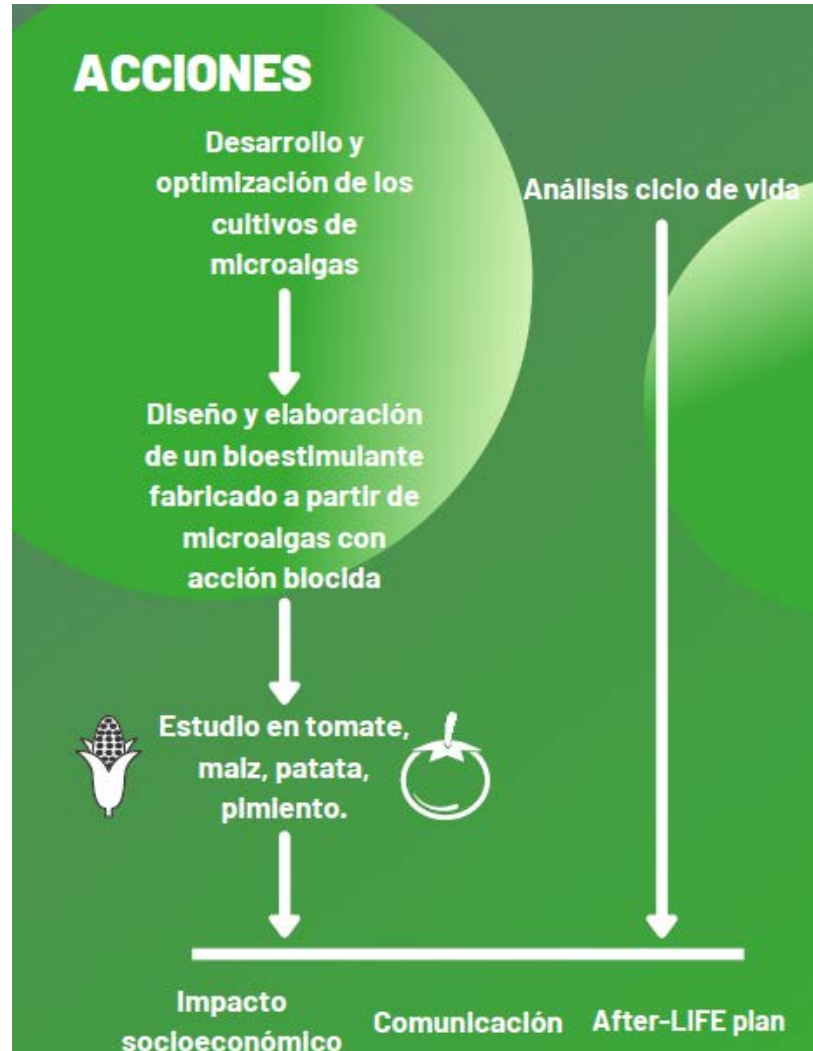 ACCIONES
Desarrollo y
optimización de los
cultivos de
microalgas
Análisis ciclo de vida
Diseño y elaboración
de un bioestimulante
fabricado a partir de
microalgas con
acción biocida
Estudio en tomate,
maiz, patata,
pimiento.
Impacto
socioeconómico
Comunicación
After-LIFE plan